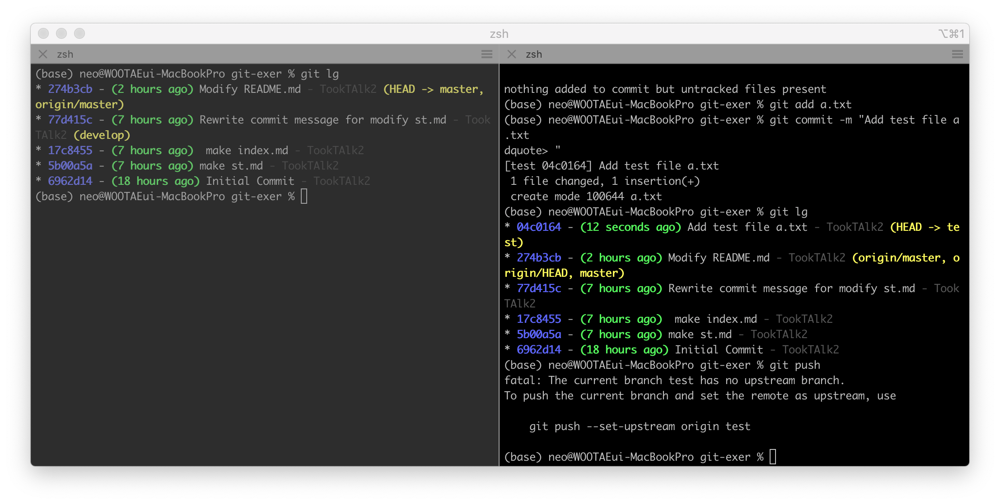 zsh
⌥⌘1
zsh
(base) neo@WOOTAEui-MacBookPro git-exer % git lg
* 274b3cb - (2 hours ago) Modify README.md - TookTAlk2 (HEAD -> master,
origin/master)
* 77d415c - (7 hours ago) Rewrite commit message for modify st.md - Took
TAlk2 (develop)
* 17c8455 - (7 hours ago)  make index.md - TookTAlk2
* 5b00a5a - (7 hours ago) make st.md - TookTAlk2
* 6962d14 - (18 hours ago) Initial Commit - TookTAlk2
(base) neo@WOOTAEui-MacBookPro git-exer %
zsh
nothing added to commit but untracked files present
(base) neo@WOOTAEui-MacBookPro git-exer % git add a.txt
(base) neo@WOOTAEui-MacBookPro git-exer % git commit -m "Add test file a
.txt
dquote> "
[test 04c0164] Add test file a.txt
 1 file changed, 1 insertion(+)
 create mode 100644 a.txt
(base) neo@WOOTAEui-MacBookPro git-exer % git lg
* 04c0164 - (12 seconds ago) Add test file a.txt - TookTAlk2 (HEAD -> te
st)
* 274b3cb - (2 hours ago) Modify README.md - TookTAlk2 (origin/master, o
rigin/HEAD, master)
* 77d415c - (7 hours ago) Rewrite commit message for modify st.md - Took
TAlk2
* 17c8455 - (7 hours ago)  make index.md - TookTAlk2
* 5b00a5a - (7 hours ago) make st.md - TookTAlk2
* 6962d14 - (18 hours ago) Initial Commit - TookTAlk2
(base) neo@WOOTAEui-MacBookPro git-exer % git push
fatal: The current branch test has no upstream branch.
To push the current branch and set the remote as upstream, use
    git push --set-upstream origin test
(base) neo@WOOTAEui-MacBookPro git-exer %